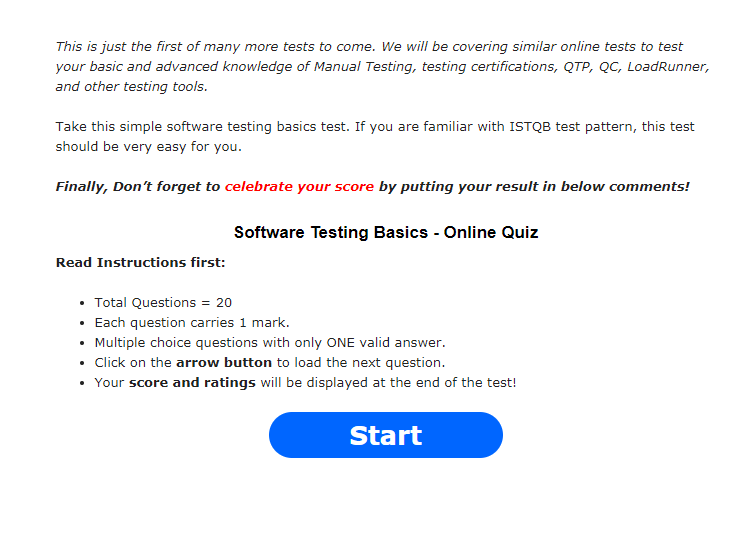 This is just the first of many more tests to come. We will be covering similar online tests to test
your basic and advanced knowledge of Manual Testing, testing certifications, QTP, QC, LoadRunner,
and other testing tools.
Take this simple software testing basics test. If you are familiar with ISTQB test pattern, this test
should be very easy for you.
Finally, Don’t forget to celebrate your score by putting your result in below comments!
Software Testing Basics - Online Quiz
Read Instructions first:
• Total Questions = 20
• Each question carries 1 mark.
• Multiple choice questions with only ONE valid answer.
• Click on the arrow button to load the next question.
• Your score and ratings will be displayed at the end of the test!
Start